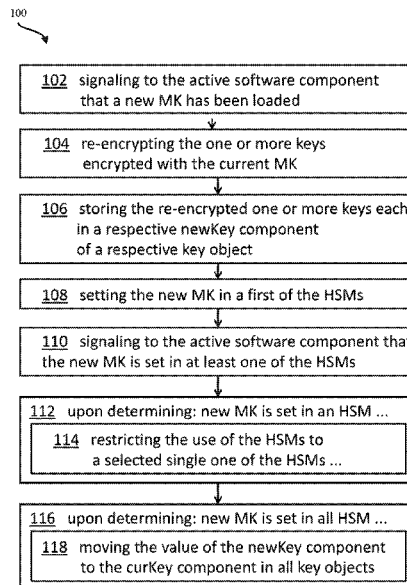 100
102 signaling to the active software component
that a new MK has been loaded
104 re-encrypting the one or more keys
encrypted with the current MK
106 storing the re-encrypted one or more keys each
in a respective newKey component
of a respective key object
108 setting the new MK in a first of the HSMs
110 signaling to the active software component that
the new MK is set in at least one of the HSMs
112 upon determining: new MK is set in an HSM ...
114 restricting the use of the HSMs to
a selected single one of the HSMs ...
116 upon determining: new MK is set in all HSM ...
118 moving the value of the newKey component
to the curKey component in all key objects